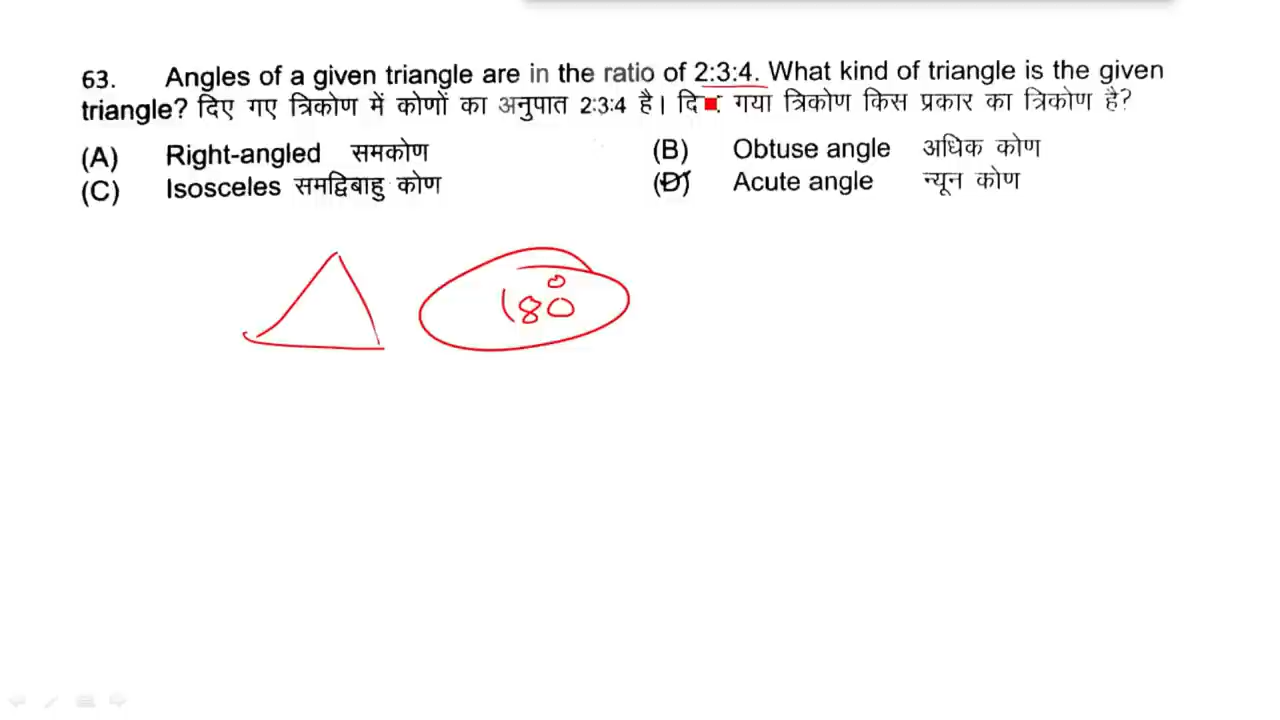 63. Angles of a given triangle are in the ratio of 2:3:4. What kind of triangle is the given
triangle? दिए गए त्रिकोण में कोणों का अनुपात 2:3:4 है। गया त्रिकोण किस प्रकार का त्रिकोण है?
(A) Right-angled समकोण (B) Obtuse angle अधिक कोण
(C) Isosceles समद्विबाहु कोण (D) Acute angle न्यून कोण
180°